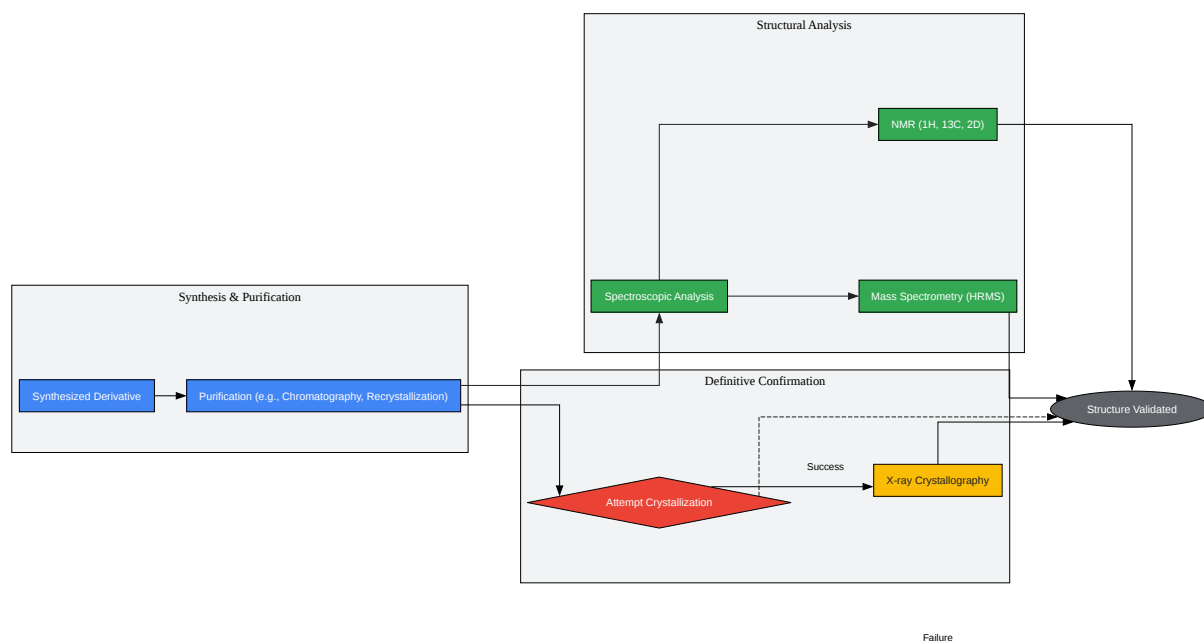 Structural Analysis
NMR (1H, 13C, 2D)
Spectroscopic Analysis
Mass Spectrometry (HRMS)
Synthesis & Purification
Synthesized Derivative
Purification (e.g., Chromatography, Recrystallization)
Definitive Confirmation
Structure Validated
Success
X-ray Crystallography
Attempt Crystallization
Failure